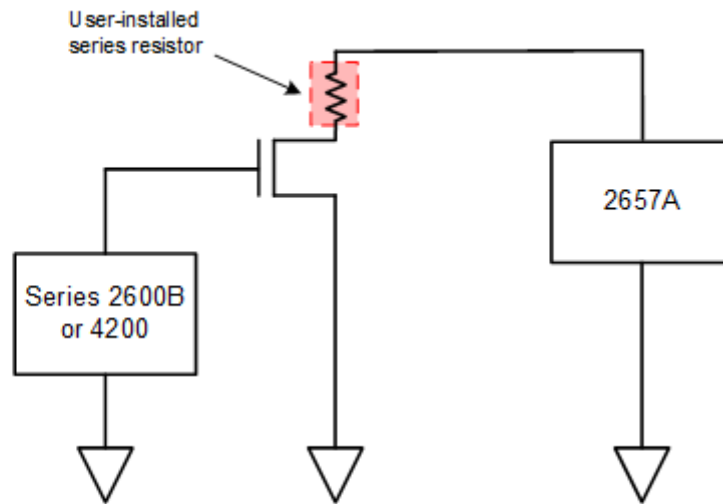 User-installed
series resistor
2657A
Series 2600B
or 4200